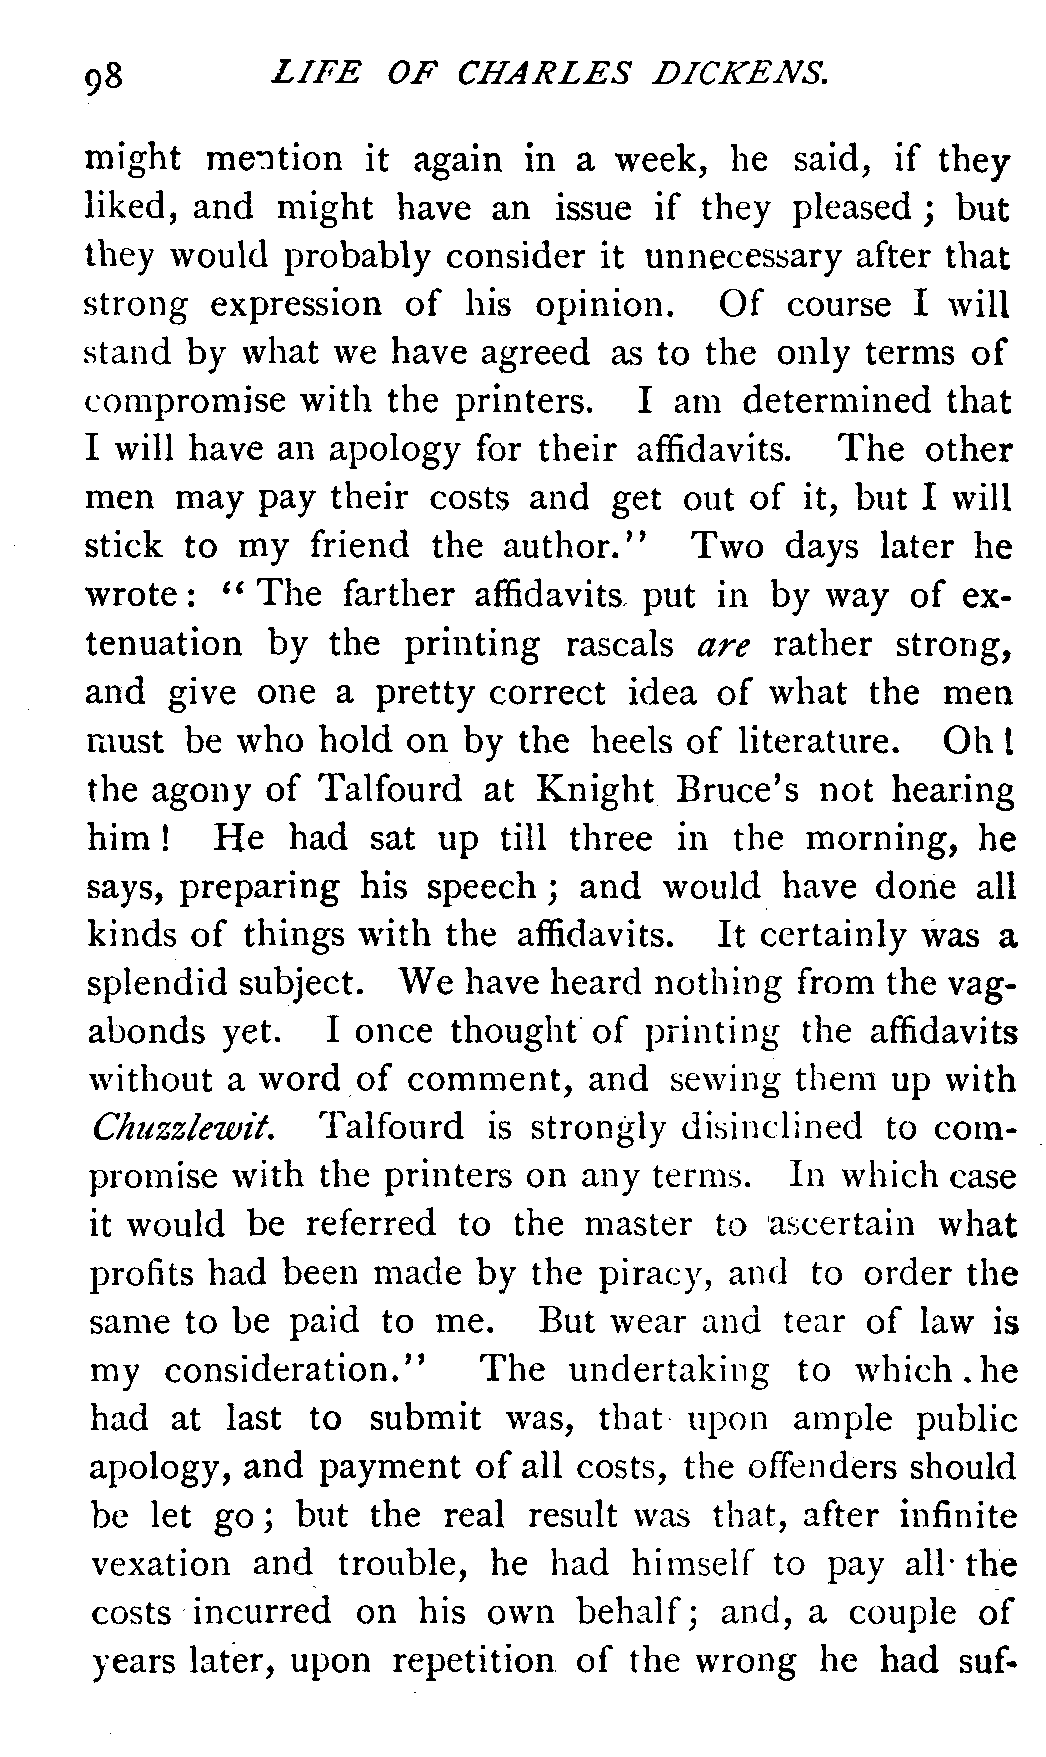 98 LIFE OF CHARLES DICKENS.
might mention it again in a week, he said, if they
liked, and might have an issue if they pleased ; but
they would probably consider it unnecessary after that
strong expression of his opinion. Of course I will
stand by what we have agreed as to the only terms of
compromise with the printers. I am determined that
I will have an apology for their affidavits. The other
men may pay their costs and get out of it, but I will
stick to my friend the author." Two days later he
wrote : " The farther affidavits put in by way of ex-
tenuation by the printing rascals are rather strong,
and give one a pretty correct idea of what the men
must be who hold on by the heels of literature. Oh !
the agony of Talfourd at Knight Bruce's not hearing
him ! He had sat up till three in the morning, he
says, preparing his speech ; and would have done all
kinds of things with the affidavits. It certainly was a
splendid subject. We have heard nothing from the vag-
abonds yet. I once thought of printing the affidavits
without a word of comment, and sewing them up with
Chuzzlewit. Talfourd is strongly disinclined to com-
promise with the printers on any terms. In which case
it would be referred to the master to ascertain what
profits had been made by the piracy, and to order the
same to be paid to me. But wear and tear of law is
my consideration." The undertaking to which he
had at last to submit was, that upon ample public
apology, and payment of all costs, the offenders should
be let go ; but the real result was that, after infinite
vexation and trouble, he had himself to pay all the
costs incurred on his own behalf ; and, a couple of
years later, upon repetition of the wrong he had suf-